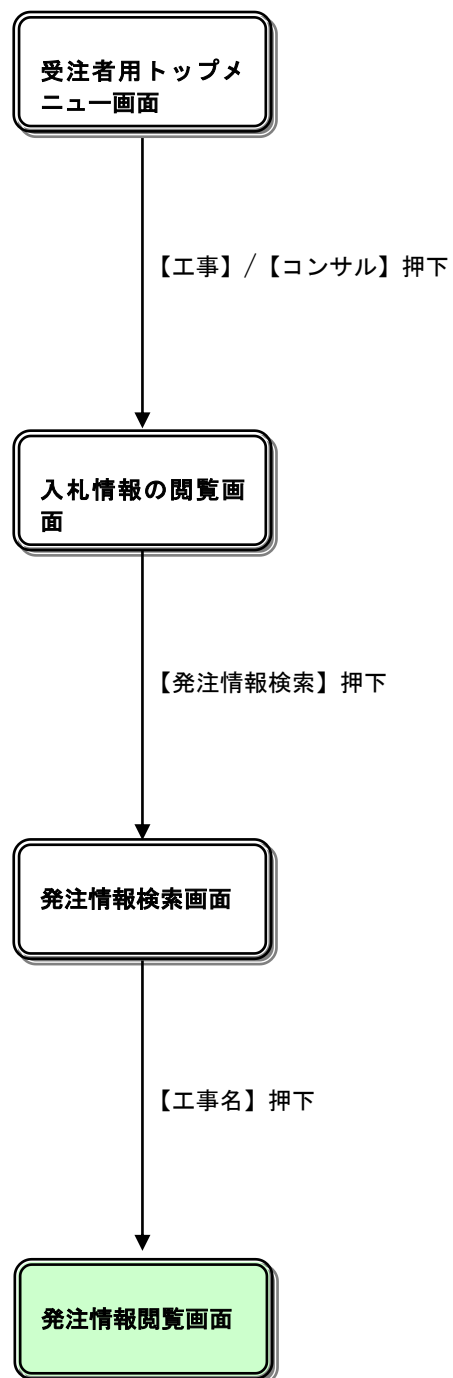 受注者用トップメ
ニュー画面
【工事】/【コンサル】押下
入札情報の閲覧画
面
【発注情報検索】押下
発注情報検索画面
【工事名】押下
発注情報閲覧画面